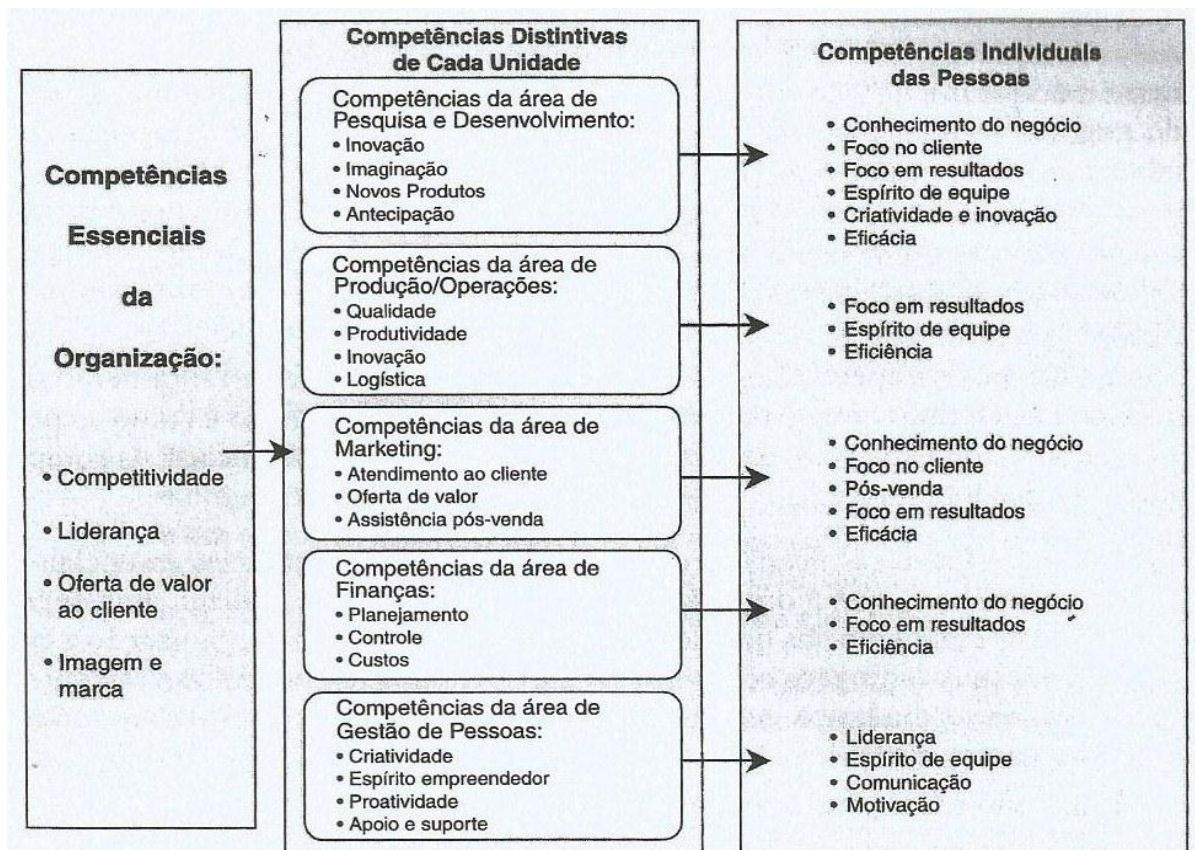 Competências
Essenciais
da
Organização:
• Competitividade
• Liderança
• Oferta de valor
ao cliente
• Imagem e
marca
Competências Distintivas
de Cada Unidade
Competências da área de
Pesquisa e Desenvolvimento:
• Inovação
• Imaginação
• Novos Produtos
• Antecipação
Competências da área de
Produção/Operações:
• Qualidade
• Produtividade
• Inovação
• Logística
Competências da área de
Marketing:
• Atendimento ao cliente
• Oferta de valor
• Assistência pós-venda
Competências da área de
Finanças:
• Planejamento
• Controle
• Custos
Competências da área de
Gestão de Pessoas:
• Criatividade
• Espírito empreendedor
• Proatividade
• Apoio e suporte
Competências Individuais
das Pessoas
• Conhecimento do negócio
• Foco no cliente
• Foco em resultados
• Espírito de equipe
• Criatividade e inovação
• Eficácia
• Foco em resultados
• Espírito de equipe
• Eficiência
• Conhecimento do negócio
• Foco no cliente
• Pós-venda
• Foco em resultados
• Eficácia
• Conhecimento do negócio
• Foco em resultados
• Eficiência
• Liderança
• Espírito de equipe
• Comunicação
• Motivação